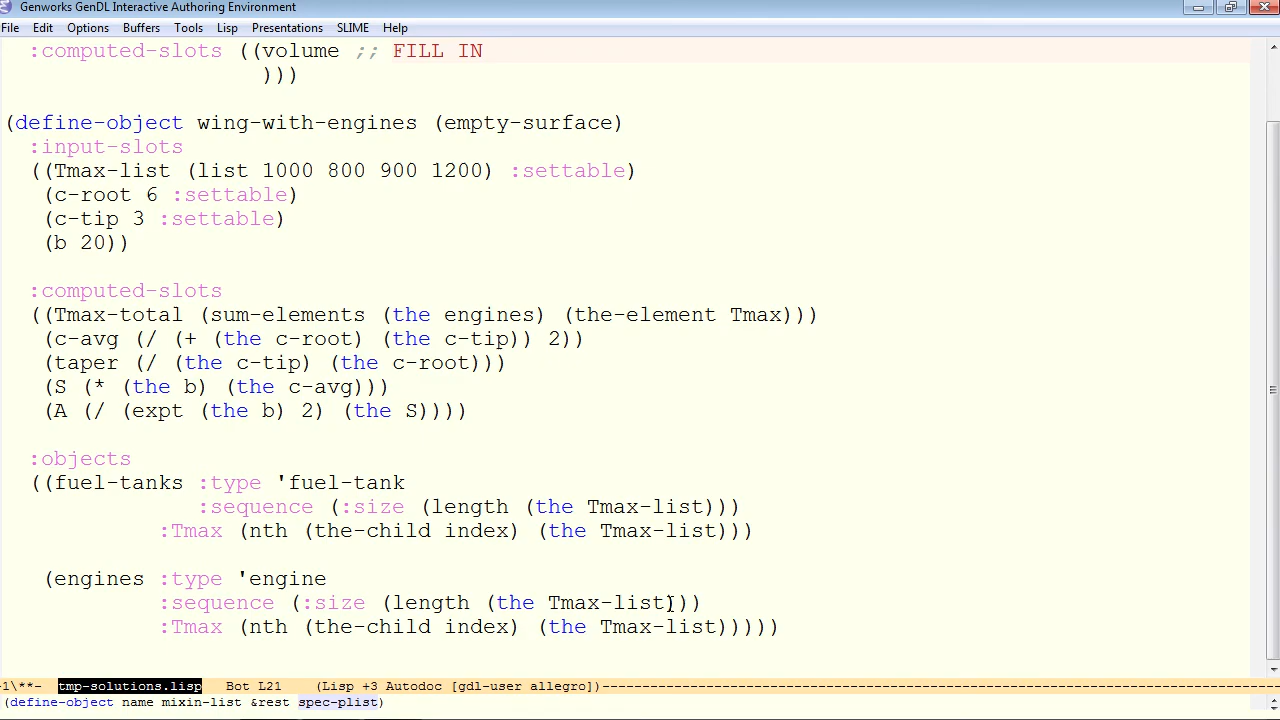 Genworks GenDL Interactive Authoring Environment
File Edit Options Buffers Tools Lisp Presentations SLIME Help
:computed-slots ((volume ;; FILL IN
)))
(define-object wing-with-engines (empty-surface)
:input-slots
((Tmax-list (list 1000 800 900 1200) :settable)
(c-root 6 :settable)
(c-tip 3 :settable)
(b 20))
:computed-slots
((Tmax-total (sum-elements (the engines) (the-element Tmax)))
(c-avg (/ (+ (the c-root) (the c-tip)) 2))
(taper (/ (the c-tip) (the c-root)))
(S (* (the b) (the c-avg)))
(A (/ (expt (the b) 2) (the S))))
:objects
((fuel-tanks :type 'fuel-tank
:sequence (:size (length (the Tmax-list)))
:Tmax (nth (the-child index) (the Tmax-list)))
(engines :type 'engine
:sequence (:size (length (the Tmax-list)))
:Tmax (nth (the-child index) (the Tmax-list)))))
-1\**- tmp-solutions.lisp Bot L21 (Lisp +3 Autodoc [gdl-user allegro])
(define-object name mixin-list &rest spec-plist)